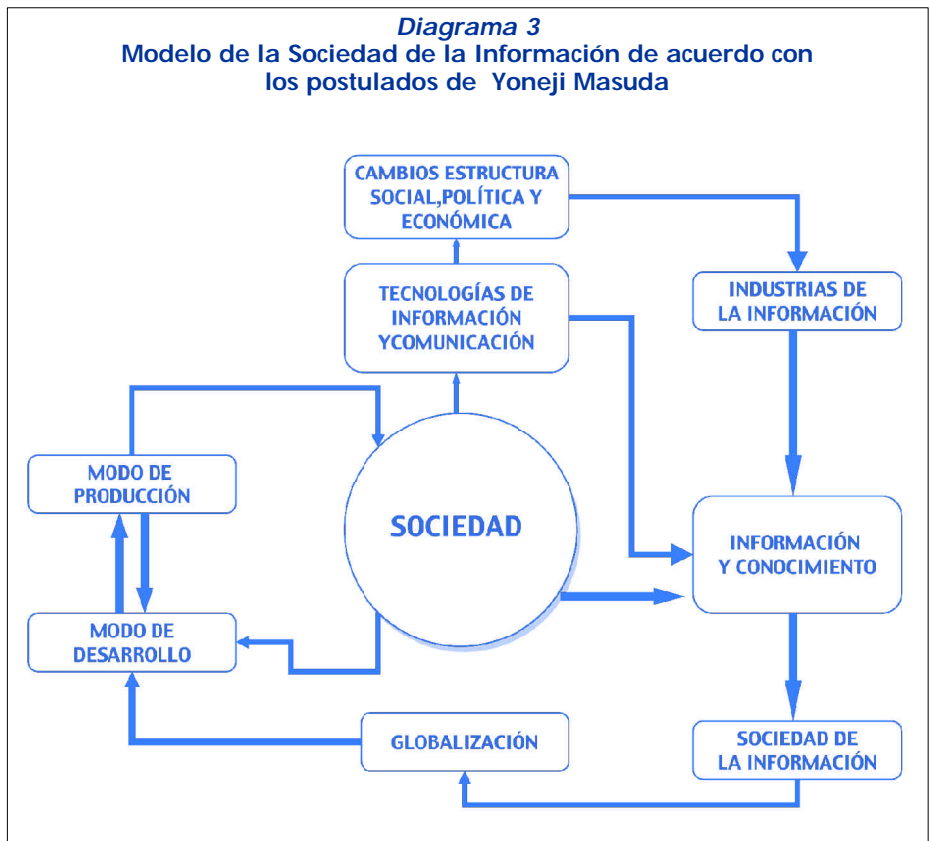 Diagrama 3
Modelo de la Sociedad de la Información de acuerdo con
los postulados de Yoneji Masuda
CAMBIOS ESTRUCTURA
SOCIAL,POLÍTICA Y
ECONÓMICA
TECNOLOGÍAS DE
INFORMACIÓN
YCOMUNICACIÓN
INDUSTRIAS DE
LA INFORMACIÓN
MODO DE
PRODUCCIÓN
SOCIEDAD
INFORMACIÓN
Y CONOCIMIENTO
MODO DE
DESARROLLO
GLOBALIZACIÓN
SOCIEDAD DE
LA INFORMACIÓN